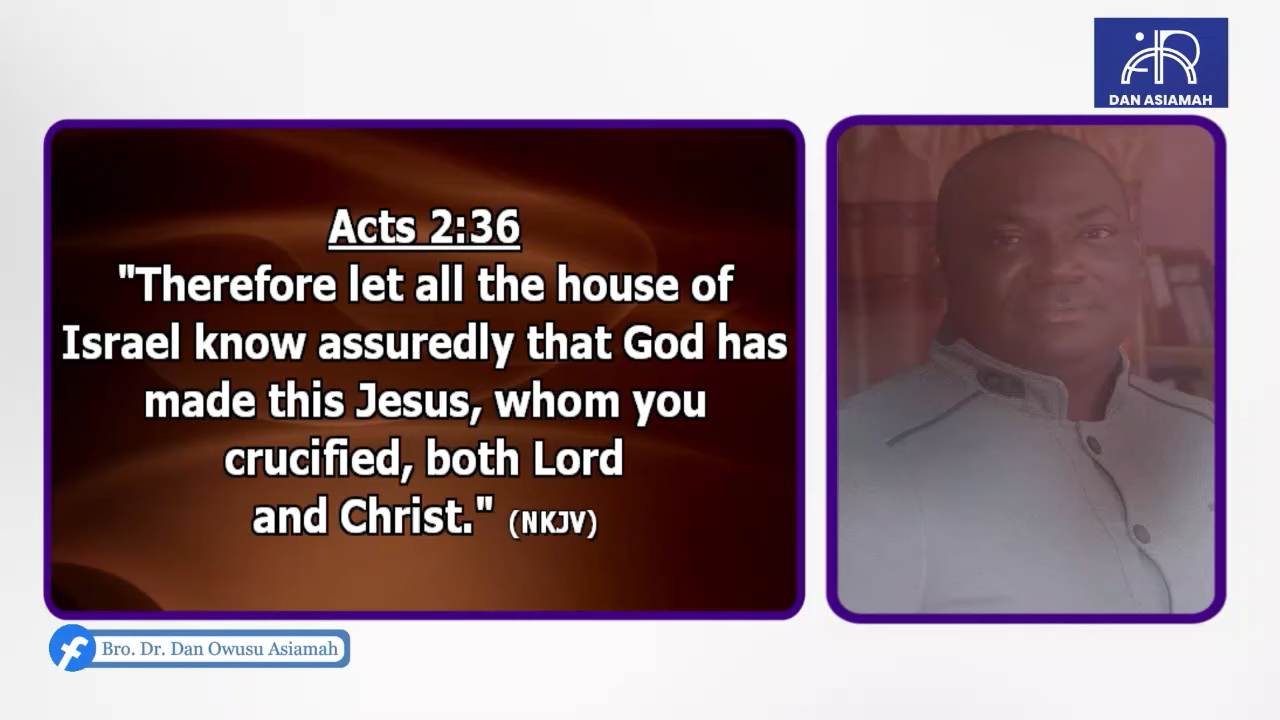 DAN ASIAMAH
Acts 2:36
"Therefore let all the house of
Israel know assuredly that God has
made this Jesus, whom you
crucified, both Lord
and Christ." (NKJV)
Bro. Dr. Dan Owusu Asiamah